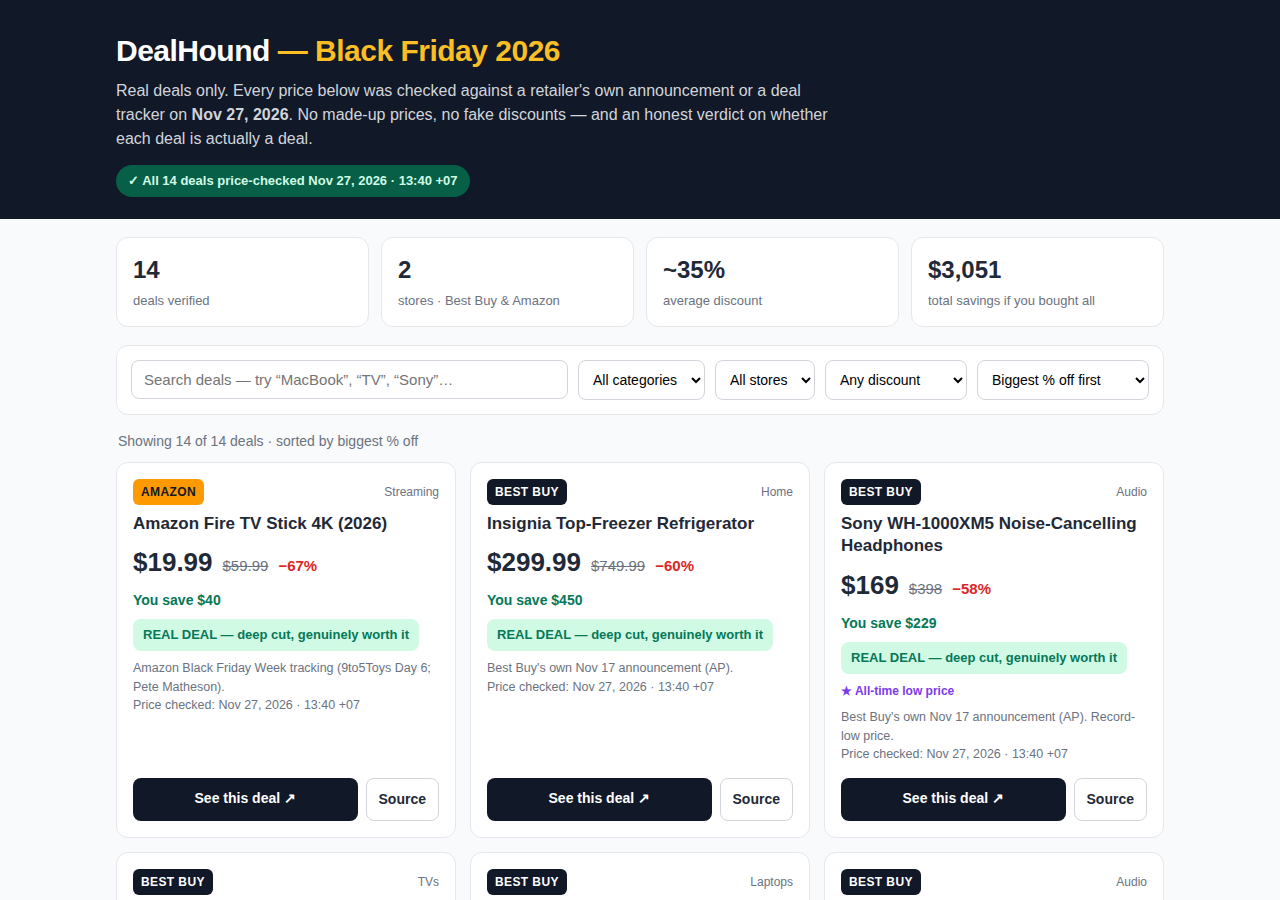 DealHound — Black Friday 2026
Real deals only. Every price below was checked against a retailer's own announcement or a deal
tracker on Nov 27, 2026. No made-up prices, no fake discounts — and an honest verdict on whether
each deal is actually a deal.
✓ All 14 deals price-checked Nov 27, 2026 · 13:40 +07
14
deals verified
2
stores · Best Buy & Amazon
~35%
average discount
$3,051
total savings if you bought all
Search deals — try “MacBook”, “TV”, “Sony”…
All categories
All stores
Any discount
Biggest % off first
Showing 14 of 14 deals · sorted by biggest % off
AMAZON
Streaming
Amazon Fire TV Stick 4K (2026)
$19.99 $59.99 −67%
You save $40
REAL DEAL — deep cut, genuinely worth it
Amazon Black Friday Week tracking (9to5Toys Day 6;
Pete Matheson).
Price checked: Nov 27, 2026 · 13:40 +07
See this deal ↗
Source
BEST BUY
Home
Insignia Top-Freezer Refrigerator
$299.99 $749.99 −60%
You save $450
REAL DEAL — deep cut, genuinely worth it
Best Buy's own Nov 17 announcement (AP).
Price checked: Nov 27, 2026 · 13:40 +07
See this deal ↗
Source
BEST BUY
Audio
Sony WH-1000XM5 Noise-Cancelling
Headphones
$169 $398 −58%
You save $229
REAL DEAL — deep cut, genuinely worth it
★ All-time low price
Best Buy's own Nov 17 announcement (AP). Record-
low price.
Price checked: Nov 27, 2026 · 13:40 +07
See this deal ↗
Source
BEST BUY
TVs
BEST BUY
Laptops
BEST BUY
Audio